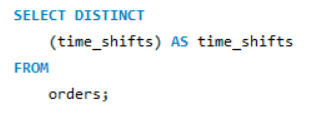 SELECT DISTINCT
(time_shifts) AS time_shifts
FROM
orders;